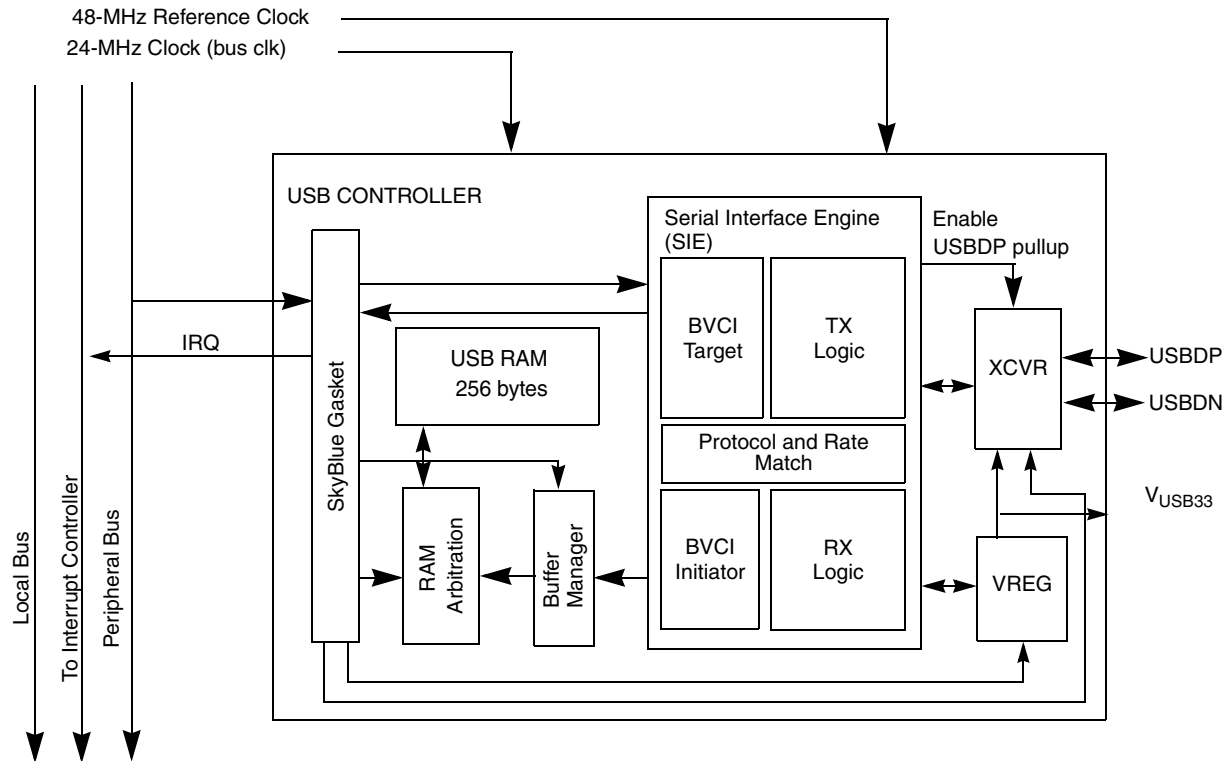 48-MHz Reference Clock
24-MHz Clock (bus clk)
USB CONTROLLER
Serial Interface Engine
(SIE)
Enable
USBDP pullup
BVCI
Target
TX
Logic
XCVR
USBDP
USBDN
IRQ
USB RAM
256 bytes
SkyBlue Gasket
Protocol and Rate
Match
RAM
Arbitration
Buffer
Manager
BVCI
Initiator
RX
Logic
VREG
VUSB33
Local Bus
To Interrupt Controller
Peripheral Bus